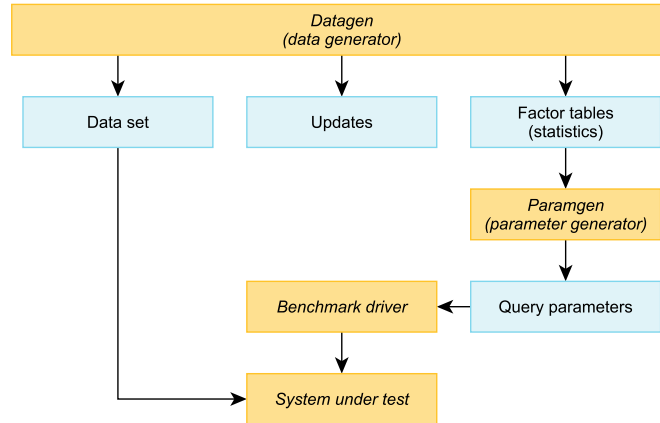 Datagen
(data generator)
Data set
Updates
Factor tables
(statistics)
Paramgen
(parameter generator)
Benchmark driver
Query parameters
System under test